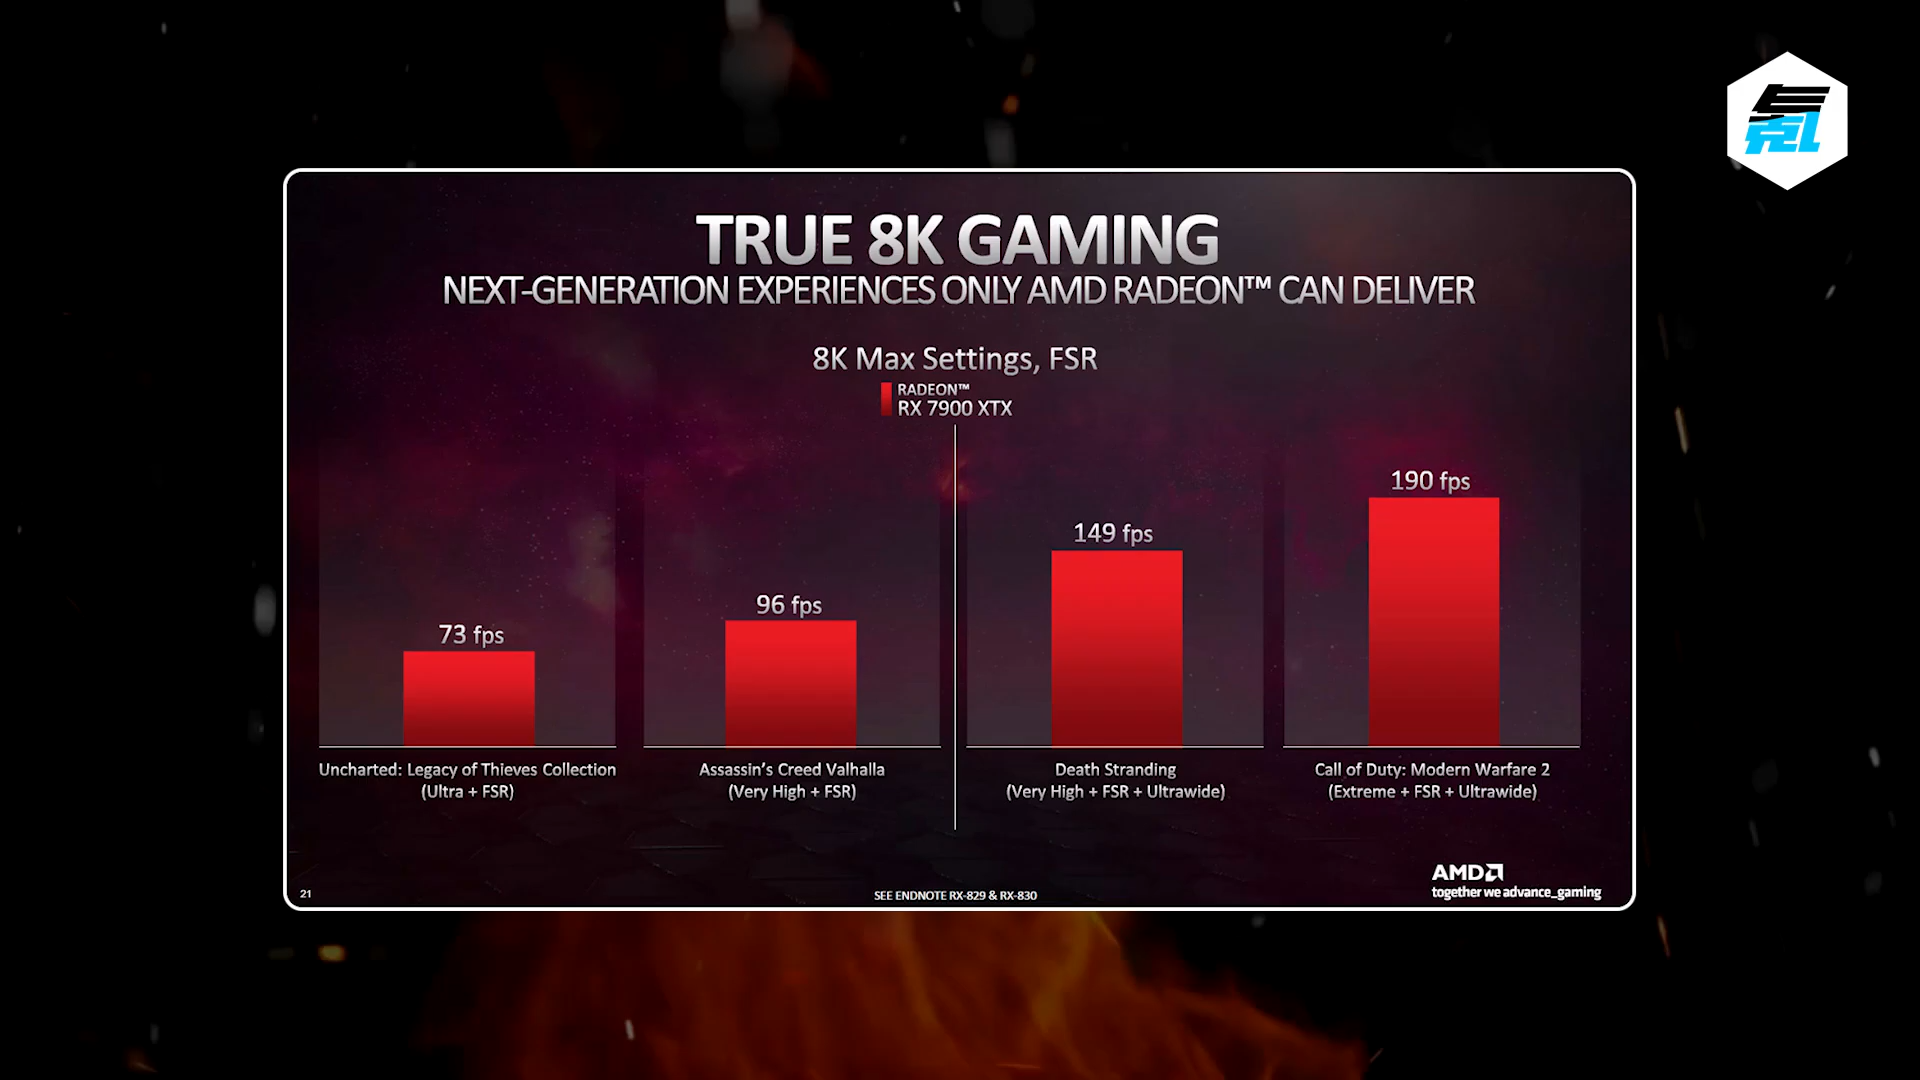 TRUE 8K GAMING
NEXT-GENERATION EXPERIENCES ONLY AMD RADEON™ CAN DELIVER
8K Max Settings, FSR
RADEON™
RX 7900 XTX
73 fps
96 fps
149 fps
190 fps
Uncharted: Legacy of Thieves Collection
(Ultra + FSR)
Assassin's Creed Valhalla
(Very High + FSR)
Death Stranding
(Very High + FSR + Ultrawide)
Call of Duty: Modern Warfare 2
(Extreme + FSR + Ultrawide)
21
SEE ENDNOTE RX-829 & RX-830
AMD
together we advance_gaming